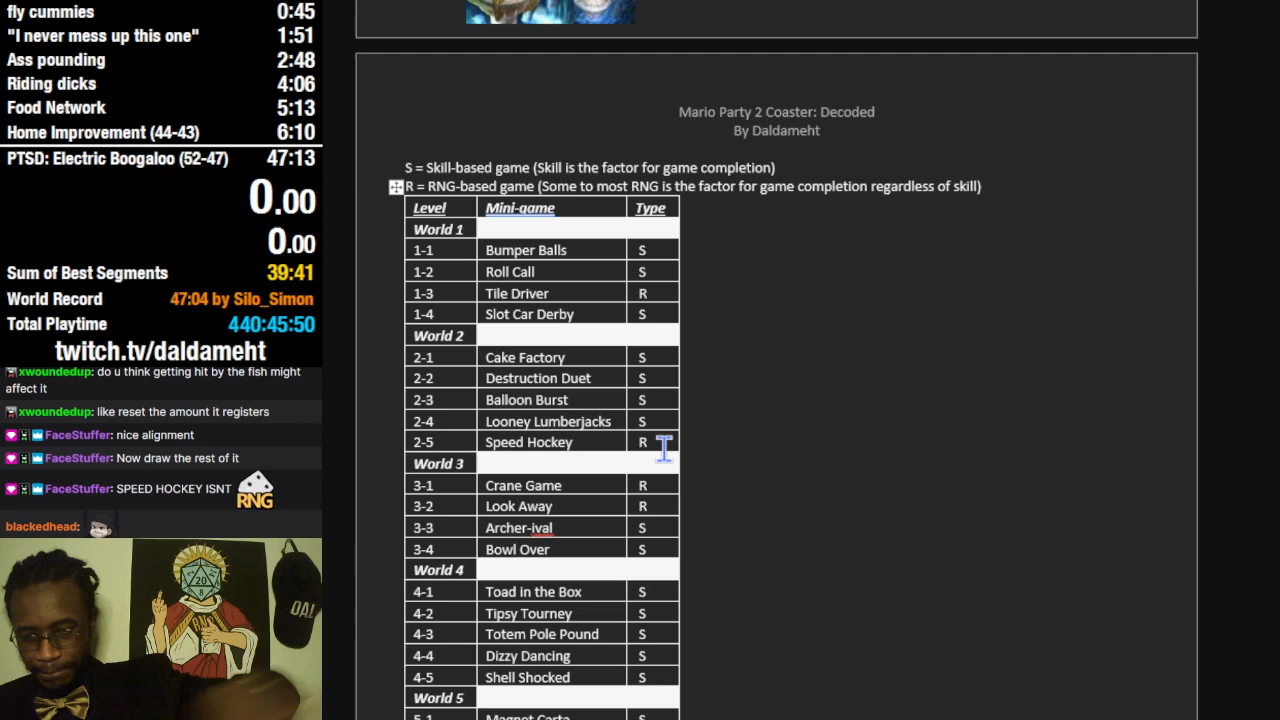 fly cummies 0:45
"I never mess up this one" 1:51
Ass pounding 2:48
Riding dicks 4:06
Food Network 5:13
Home Improvement (44-43) 6:10
PTSD: Electric Boogaloo (52-47) 47:13
0.00
0.00
Sum of Best Segments 39:41
World Record 47:04 by Silo_Simon
Total Playtime 440:45:50
twitch.tv/daldameht
xwoundedup: do u think getting hit by the fish might
affect it
xwoundedup: like reset the amount it registers
FaceStuffer: nice alignment
FaceStuffer: Now draw the rest of it
FaceStuffer: SPEED HOCKEY ISNT RNG
blackedhead:
20
8
RNG
DAL
Mario Party 2 Coaster: Decoded
By Daldameht
S = Skill-based game (Skill is the factor for game completion)
R = RNG-based game (Some to most RNG is the factor for game completion regardless of skill)
Level Mini-game Type
World 1
1-1 Bumper Balls S
1-2 Roll Call S
1-3 Tile Driver R
1-4 Slot Car Derby S
World 2
2-1 Cake Factory S
2-2 Destruction Duet S
2-3 Balloon Burst S
2-4 Looney Lumberjacks S
2-5 Speed Hockey R
World 3
3-1 Crane Game R
3-2 Look Away R
3-3 Archer-ival S
3-4 Bowl Over S
World 4
4-1 Toad in the Box S
4-2 Tipsy Tourney S
4-3 Totem Pole Pound S
4-4 Dizzy Dancing S
4-5 Shell Shocked S
World 5
5-1 Magnet Carta S